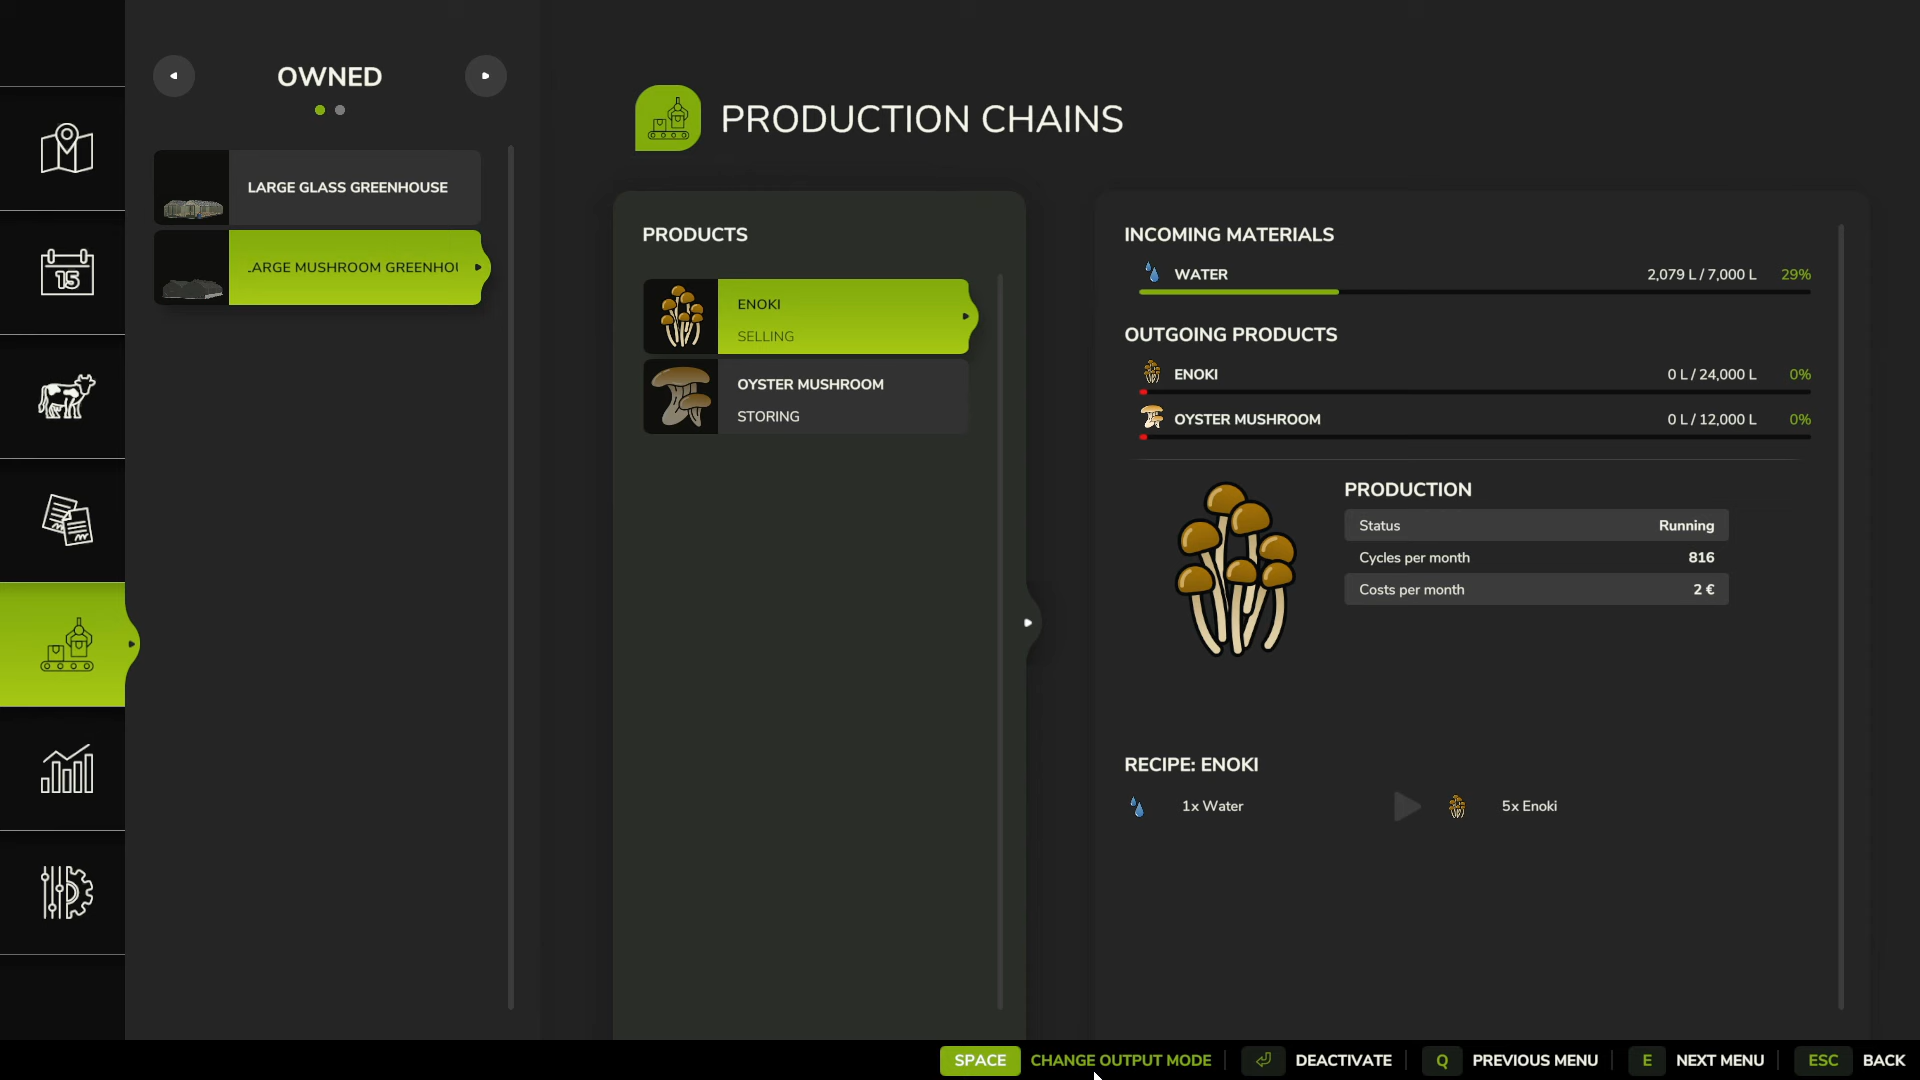 OWNED
LARGE GLASS GREENHOUSE
.ARGE MUSHROOM GREENHOU
15
PRODUCTION CHAINS
PRODUCTS
ENOKI
SELLING
OYSTER MUSHROOM
STORING
INCOMING MATERIALS
WATER 2,079 L / 7,000 L 29%
OUTGOING PRODUCTS
ENOKI 0 L / 24,000 L 0%
OYSTER MUSHROOM 0 L / 12,000 L 0%
PRODUCTION
Status Running
Cycles per month 816
Costs per month 2 €
RECIPE: ENOKI
1x Water 5x Enoki
SPACE CHANGE OUTPUT MODE DEACTIVATE Q PREVIOUS MENU E NEXT MENU ESC BACK